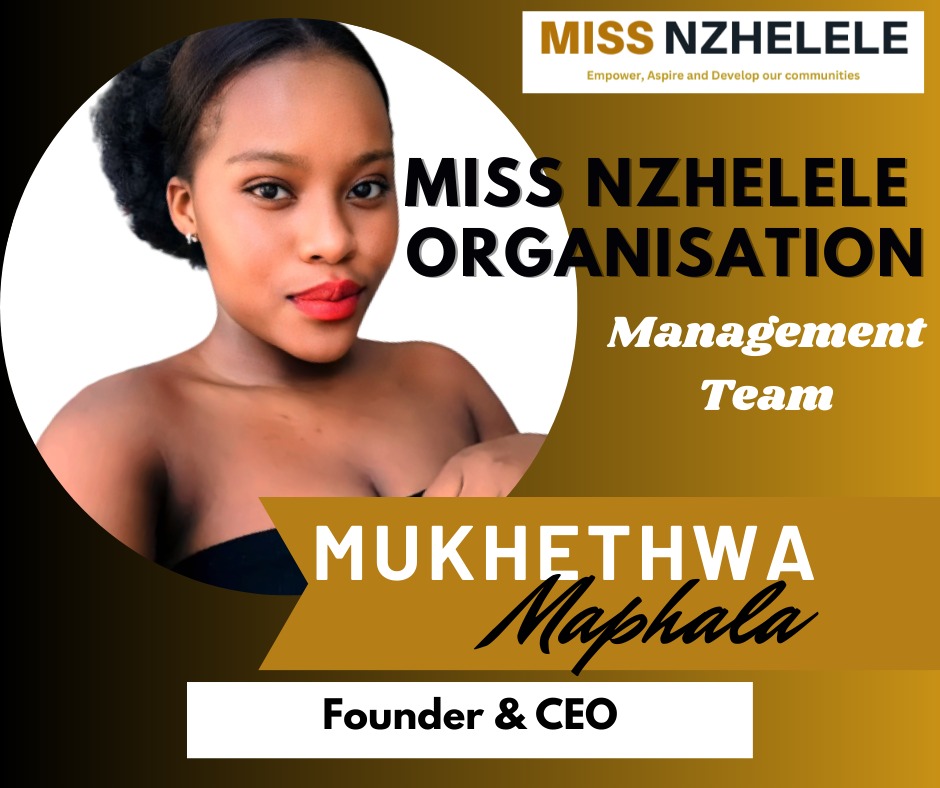 MISS NZHELELE
Empower, Aspire and Develop our communities
MISS NZHELELE
ORGANISATION
Management
Team
MUKHETHWA
Maphala
Founder & CEO